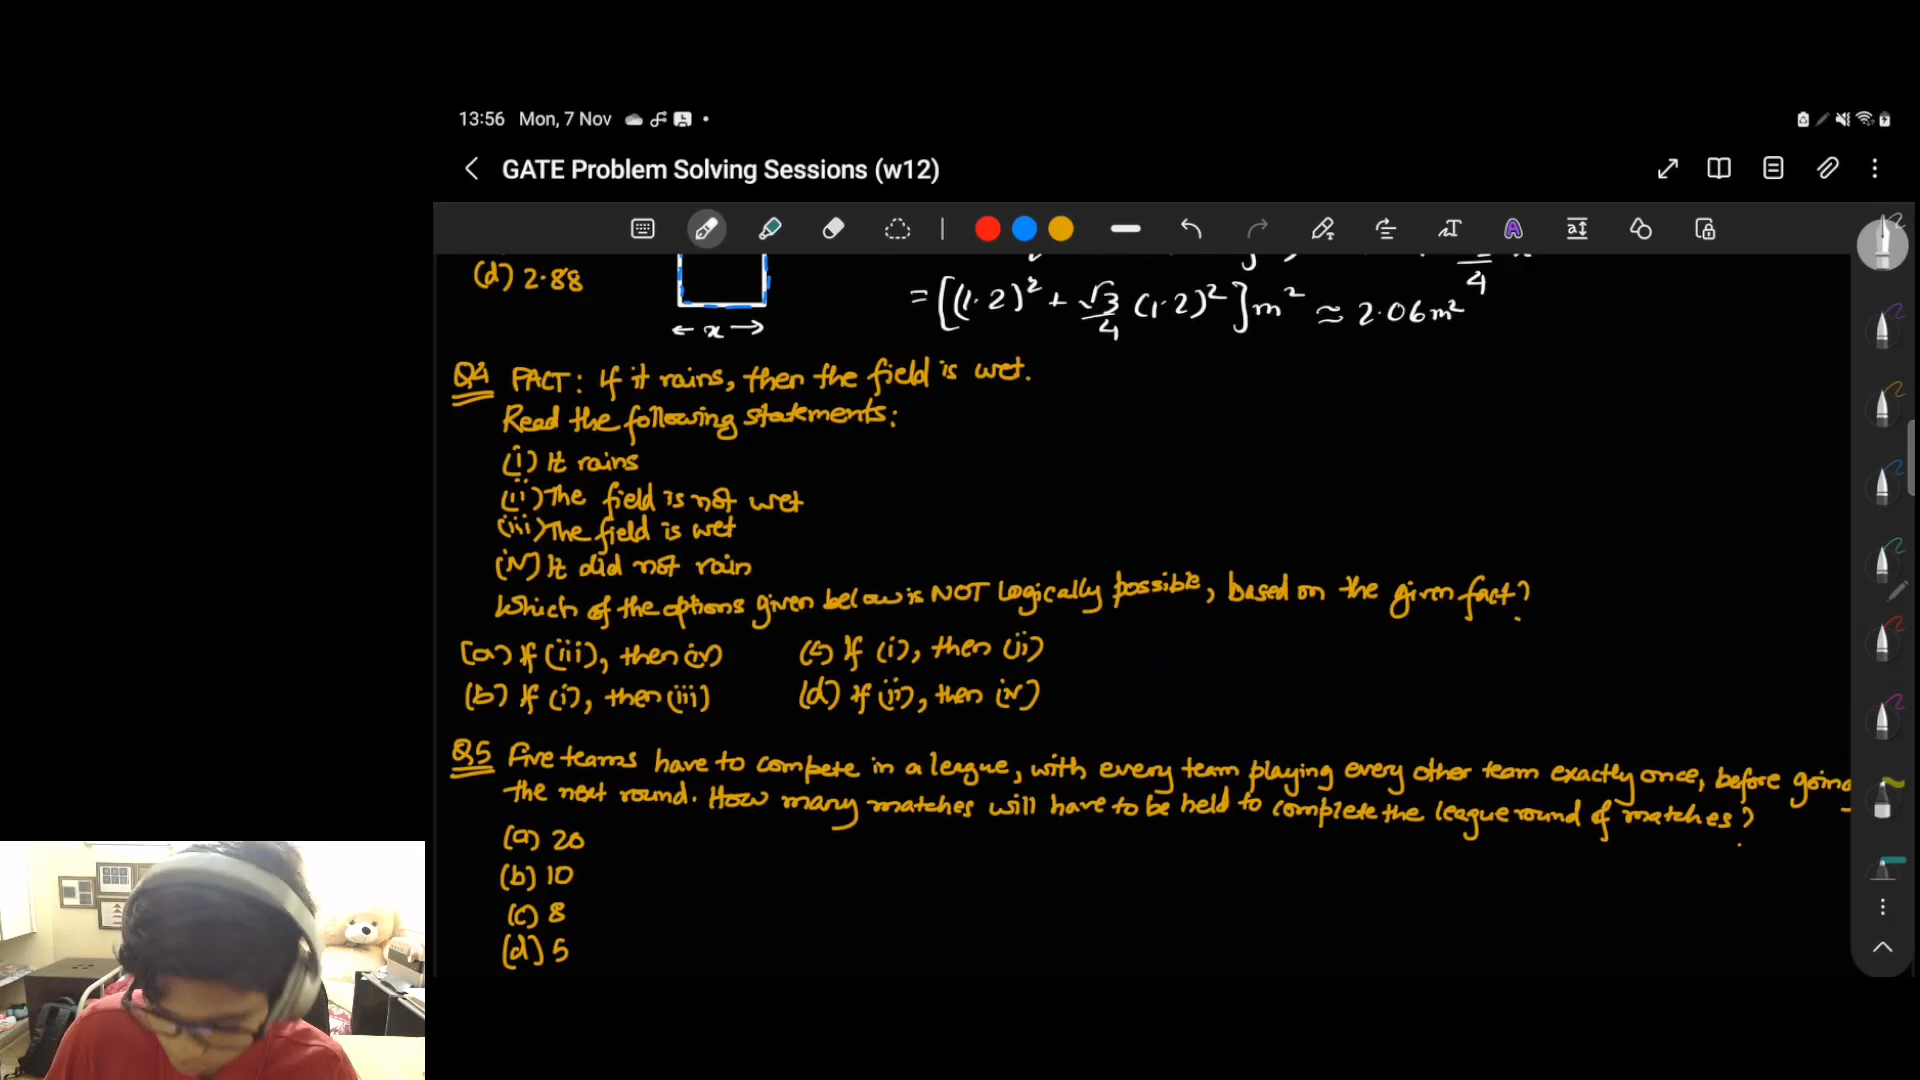 13:56 Mon, 7 Nov
GATE Problem Solving Sessions (w12)
(d) 2.88
4
= [(1.2)² + √3/4 (1.2)²] m² ≈ 2.06m²
← x →
Q4 FACT: If it rains, then the field is wet.
Read the following statements:
(i) It rains
(ii) The field is not wet
(iii) The field is wet
(iv) It did not rain
Which of the options given below is NOT Logically possible, based on the given fact?
(a) If (iii), then (iv) (c) If (i), then (ii)
(b) If (i), then (iii) (d) If (ii), then (iv)
Q5 Five teams have to compete in a league, with every team playing every other team exactly once, before going
the next round. How many matches will have to be held to complete the league round of matches?
(a) 20
(b) 10
(c) 8
(d) 5